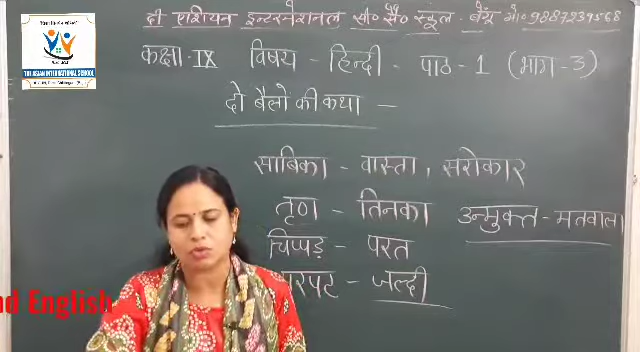 दी एशियन इन्टरनेशनल सी० सै० स्कूल - बेनूर मो० 9887239568
THE ASIAN INTERNATIONAL SCHOOL
कक्षा - IX विषय - हिन्दी - पाठ - 1 (भाग - 3)
दो बैलों की कथा -
साबिका - वास्ता, सरोकार
तृण - तिनका उन्मुक्त - मतवाला
चिप्पड़ - परत
रपट - जल्दी
nd English